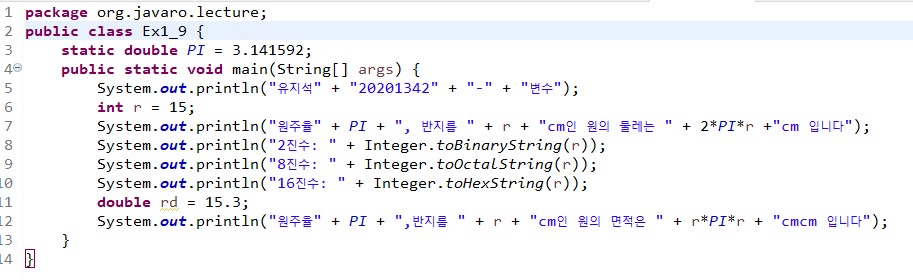 1 package org.javaro.lecture;
2 public class Ex1_9 {
3     static double PI = 3.141592;
4     public static void main(String[] args) {
5         System.out.println("유지석" + "20201342" + "-" + "변수");
6         int r = 15;
7         System.out.println("원주율" + PI + ", 반지름 " + r + "cm인 원의 둘레는 " + 2*PI*r +"cm 입니다");
8         System.out.println("2진수: " + Integer.toBinaryString(r));
9         System.out.println("8진수: " + Integer.toOctalString(r));
10         System.out.println("16진수: " + Integer.toHexString(r));
11         double rd = 15.3;
12         System.out.println("원주율" + PI + ",반지름 " + r + "cm인 원의 면적은 " + r*PI*r + "cmcm 입니다");
13     }
14 }